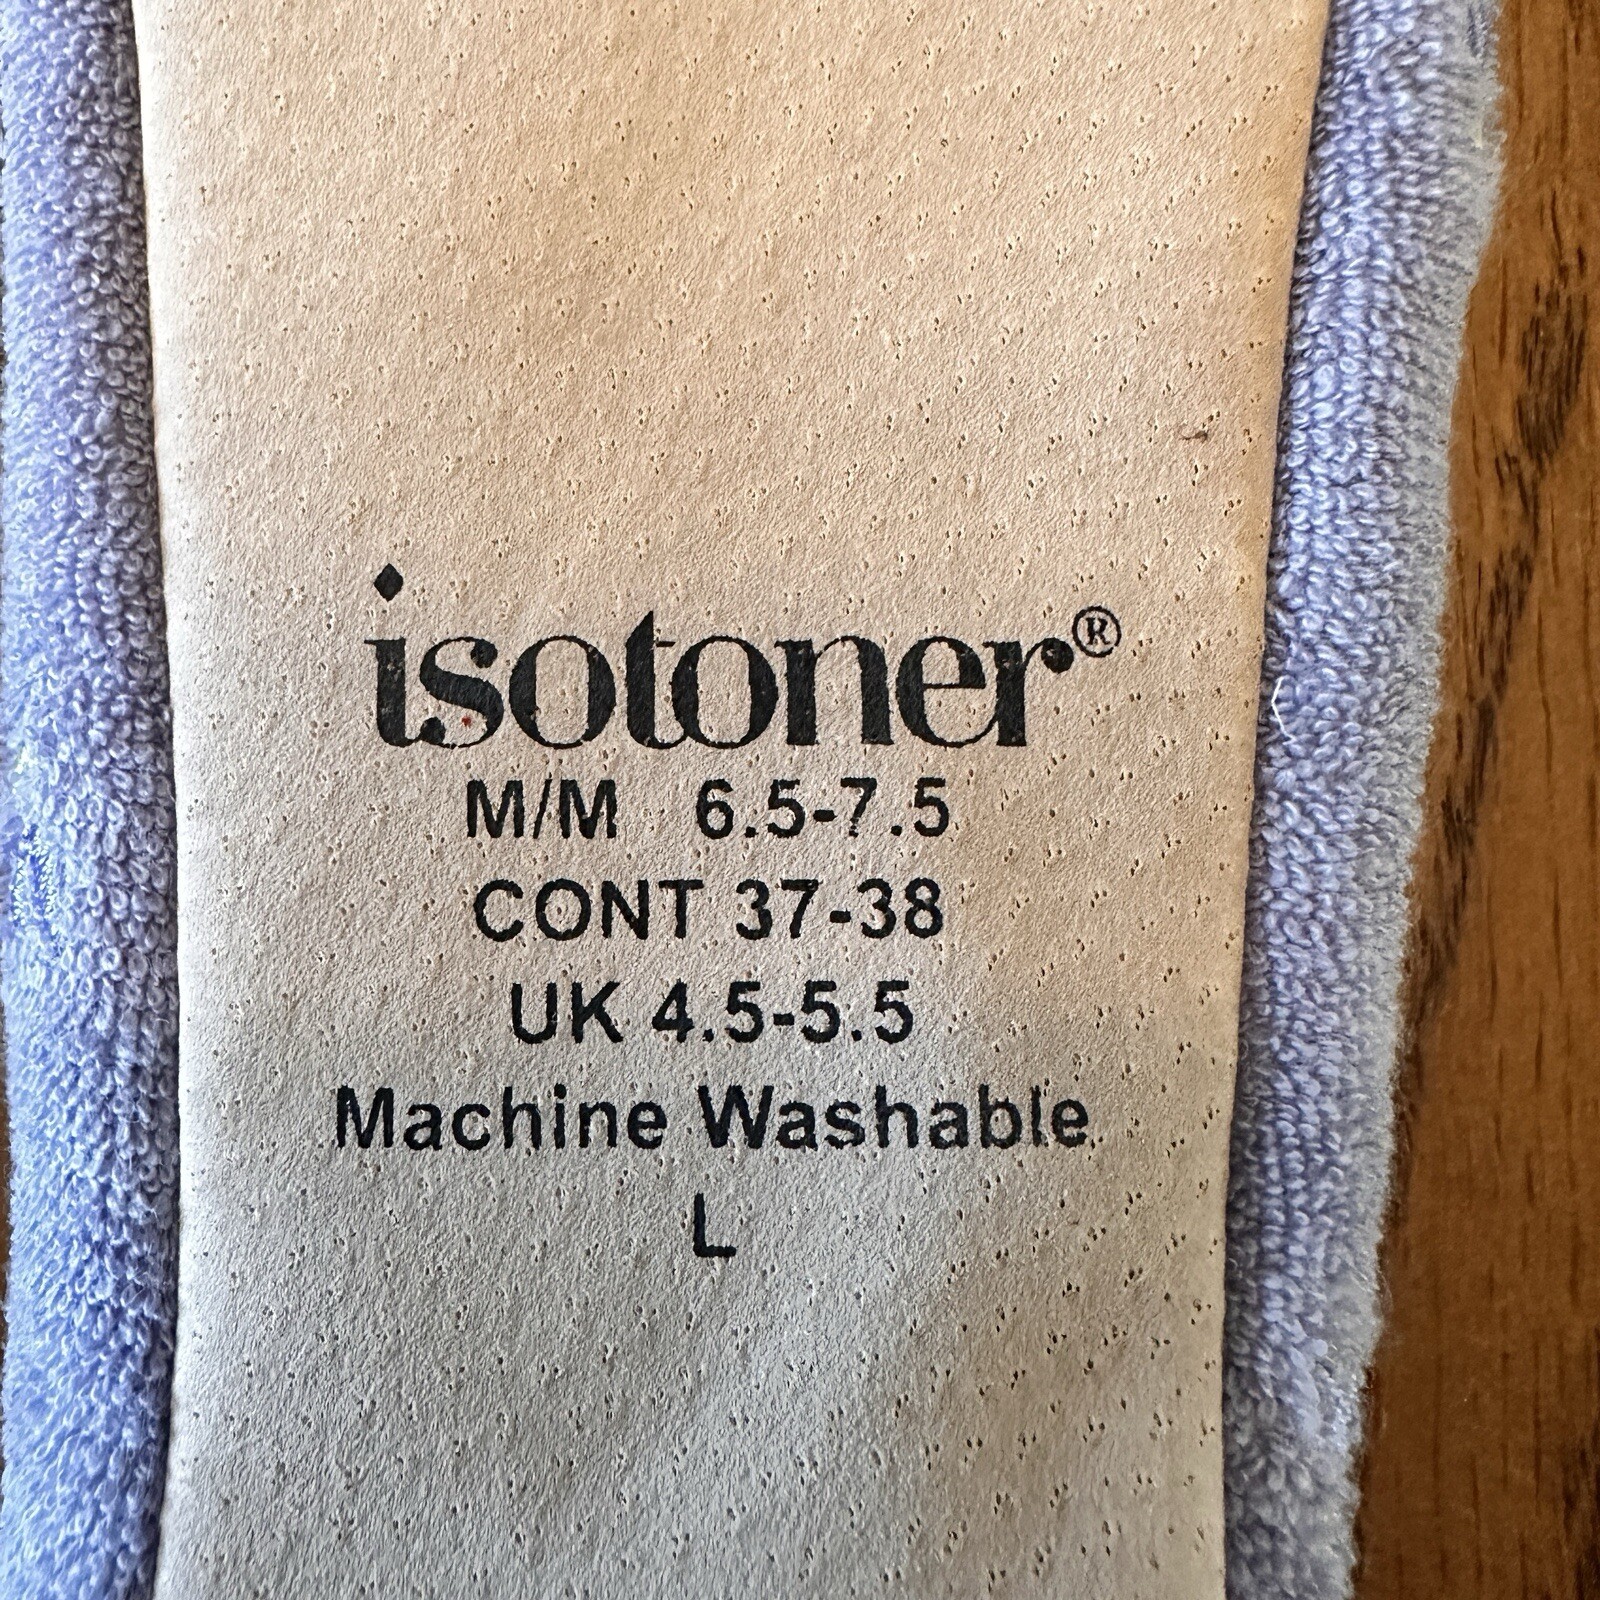 isotoner®
M/M 6.5-7.5
CONT 37-38
UK 4.5-5.5
Machine Washable
L